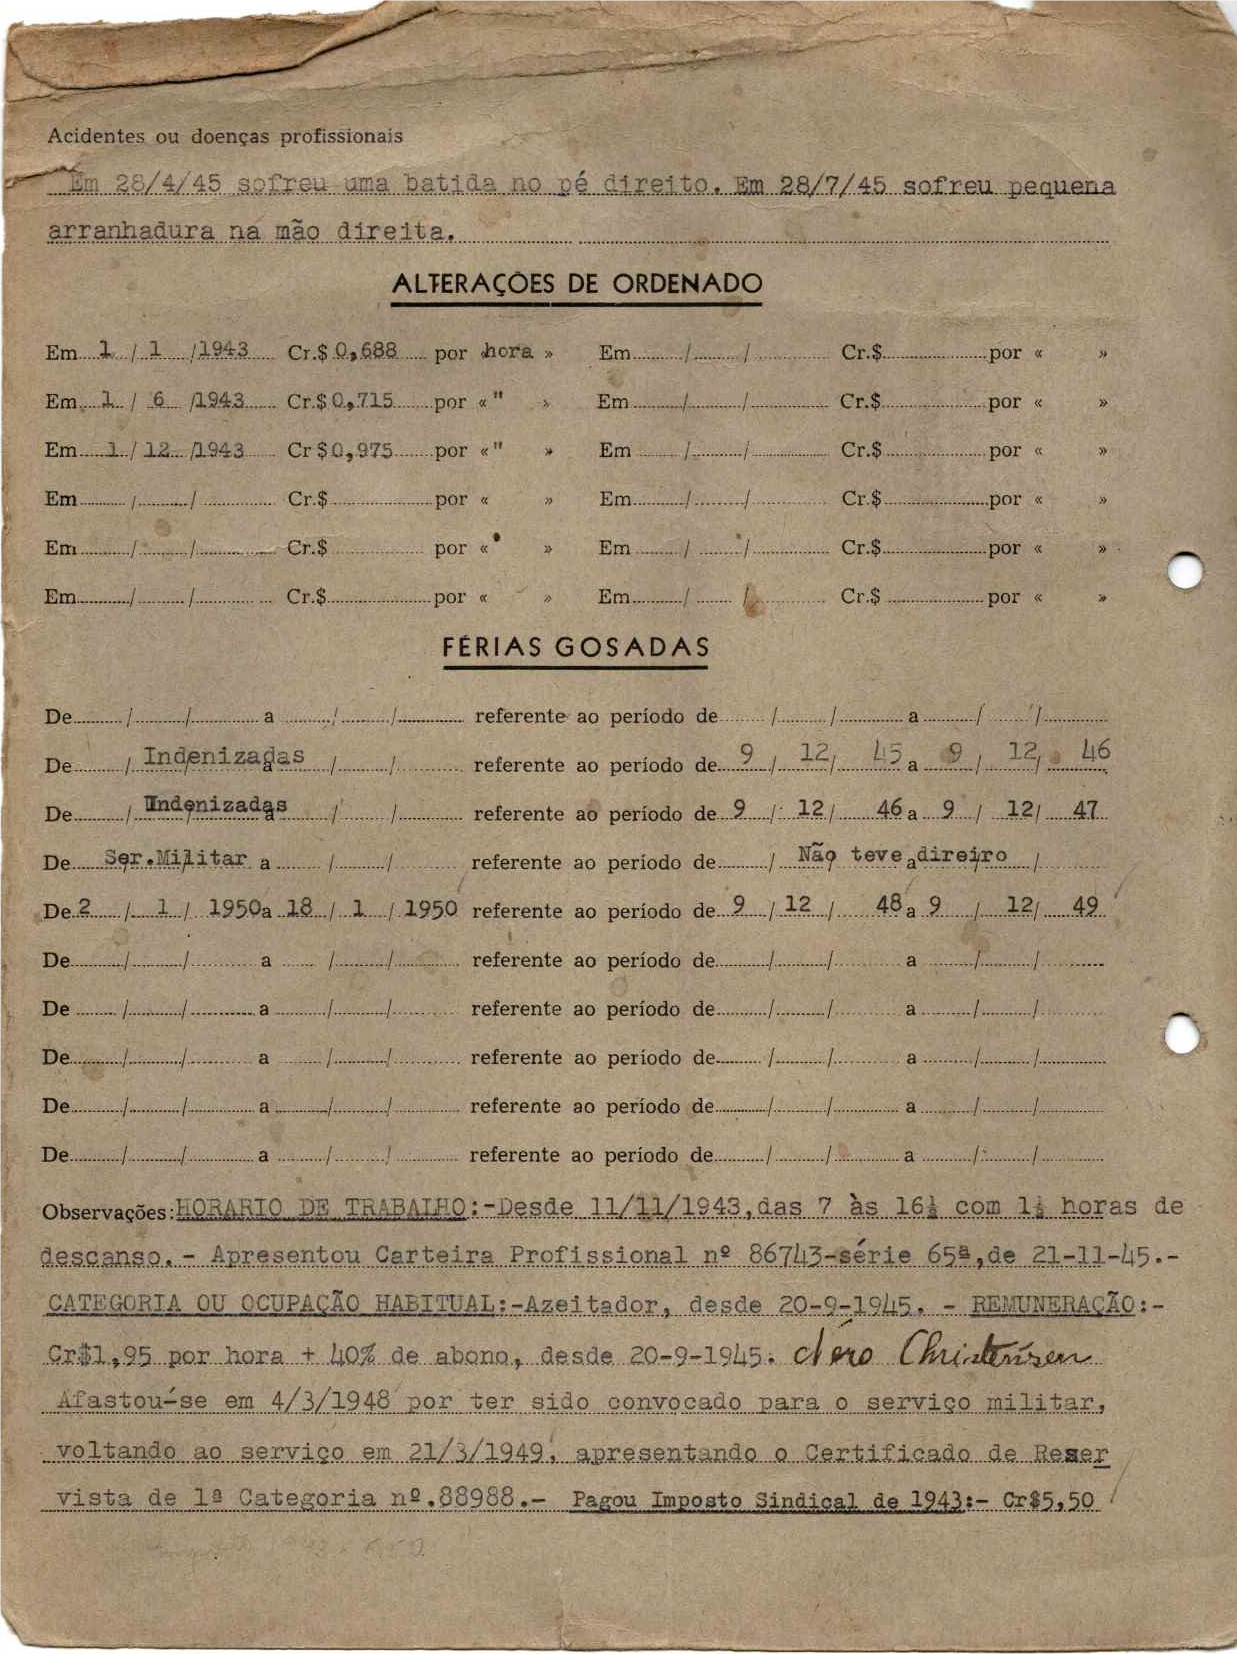 Acidentes ou doenças profissionais
Em 28/4/45 sofreu uma batida no pé direito. Em 28/7/45 sofreu pequena
arranhadura na mão direita.
ALTERAÇÕES DE ORDENADO
Em 1 / 1 /1943 Cr.$ 0,688 por «hora » Em / / Cr.$ por « »
Em 1 / 6 /1943 Cr.$ 0,715 por «" » Em / / Cr.$ por « »
Em 1 / 12 /1943 Cr $ 0,975 por «" » Em / / Cr.$ por « »
Em / / Cr.$ por « » Em / / Cr.$ por « »
Em / / Cr.$ por « » Em / / Cr.$ por « »
Em / / Cr.$ por « » Em / / Cr.$ por « »
FÉRIAS GOSADAS
De / / a / / referente ao período de / / a / /
De / Indenizadas a / / referente ao período de 9 / 12 / 45 a 9 / 12 / 46
De / Indenizadas a / / referente ao período de 9 / 12 / 46 a 9 / 12 / 47
De Ser.Militar a / / referente ao período de / Não teve a direiro /
De 2 / 1 / 1950 a 18 / 1 / 1950 referente ao período de 9 / 12 / 48 a 9 / 12 / 49
De / / a / / referente ao período de / / a / /
De / / a / / referente ao período de / / a / /
De / / a / / referente ao período de / / a / /
De / / a / / referente ao período de / / a / /
De / / a / / referente ao período de / / a / /
Observações: HORARIO DE TRABALHO:-Desde 11/11/1943,das 7 às 16½ com 1½ horas de
descanso.- Apresentou Carteira Profissional nº 86743-série 65ª,de 21-11-45.-
CATEGORIA OU OCUPAÇÃO HABITUAL:-Azeitador, desde 20-9-1945. - REMUNERAÇÃO:-
Cr$1,95 por hora + 40% de abono, desde 20-9-1945. Néro Christensen
Afastou-se em 4/3/1948 por ter sido convocado para o serviço militar,
voltando ao serviço em 21/3/1949, apresentando o Certificado de Reser
vista de 1ª Categoria nº.88988.- Pagou Imposto Sindical de 1943:- Cr$5,50